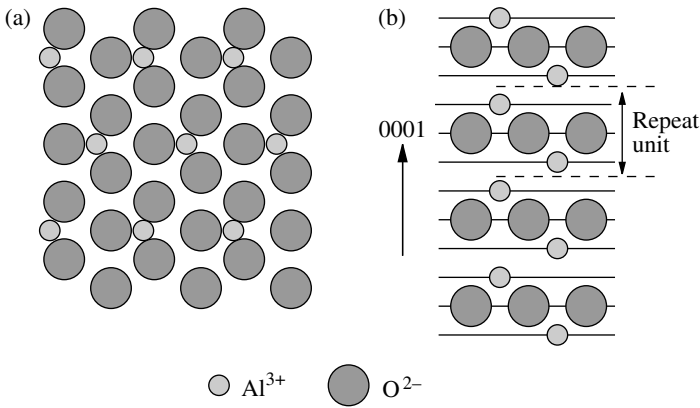 (a)
(b)
0001
Repeat
unit
Al³⁺
O²⁻